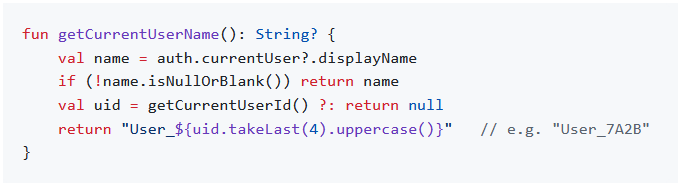 fun getCurrentUserName(): String? {
    val name = auth.currentUser?.displayName
    if (!name.isNullOrBlank()) return name
    val uid = getCurrentUserId() ?: return null
    return "User_${uid.takeLast(4).uppercase()}"   // e.g. "User_7A2B"
}